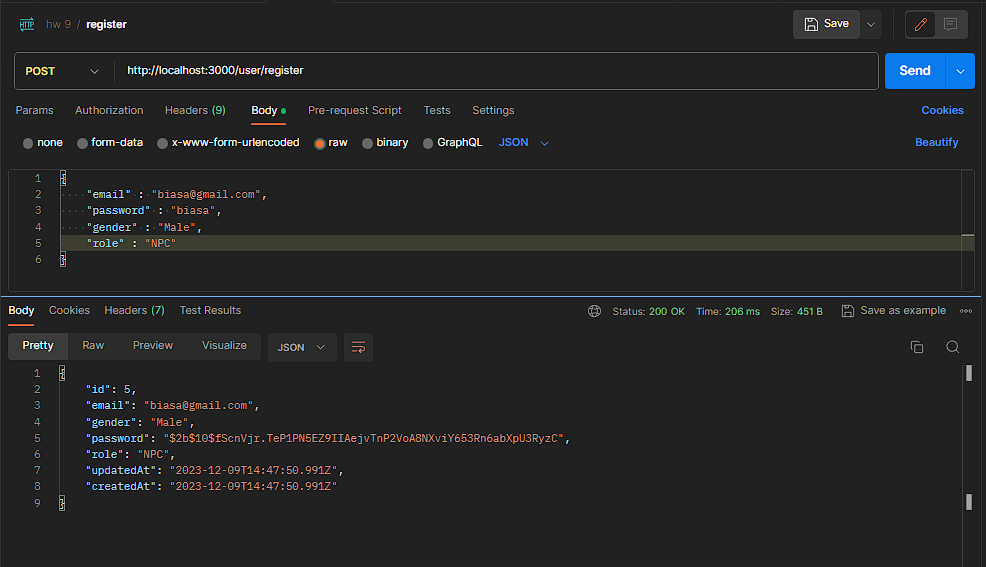 HTTP hw 9 / register Save
POST http://localhost:3000/user/register Send
Params Authorization Headers (9) Body Pre-request Script Tests Settings Cookies
none form-data x-www-form-urlencoded raw binary GraphQL JSON Beautify
1 {
2 "email" : "biasa@gmail.com",
3 "password" : "biasa",
4 "gender" : "Male",
5 "role" : "NPC"
6 }
Body Cookies Headers (7) Test Results Status: 200 OK Time: 206 ms Size: 451 B Save as example
Pretty Raw Preview Visualize JSON
1 {
2 "id": 5,
3 "email": "biasa@gmail.com",
4 "gender": "Male",
5 "password": "$2b$10$fScnVjr.TeP1PN5EZ9IIAejvTnP2VoA8NXviY653Rn6abXpU3RyzC",
6 "role": "NPC",
7 "updatedAt": "2023-12-09T14:47:50.991Z",
8 "createdAt": "2023-12-09T14:47:50.991Z"
9 }